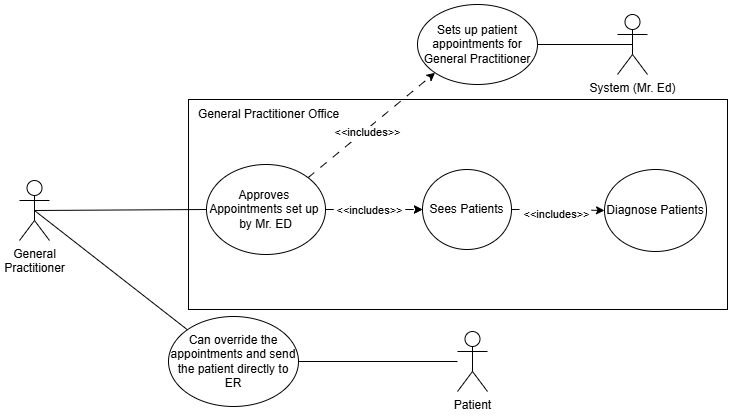 Sets up patient
appointments for
General Practitioner
System (Mr. Ed)
General Practitioner Office
<<includes>>
Approves
Appointments set up
by Mr. ED
<<includes>>
Sees Patients
<<includes>>
Diagnose Patients
General
Practitioner
Can override the
appointments and send
the patient directly to
ER
Patient